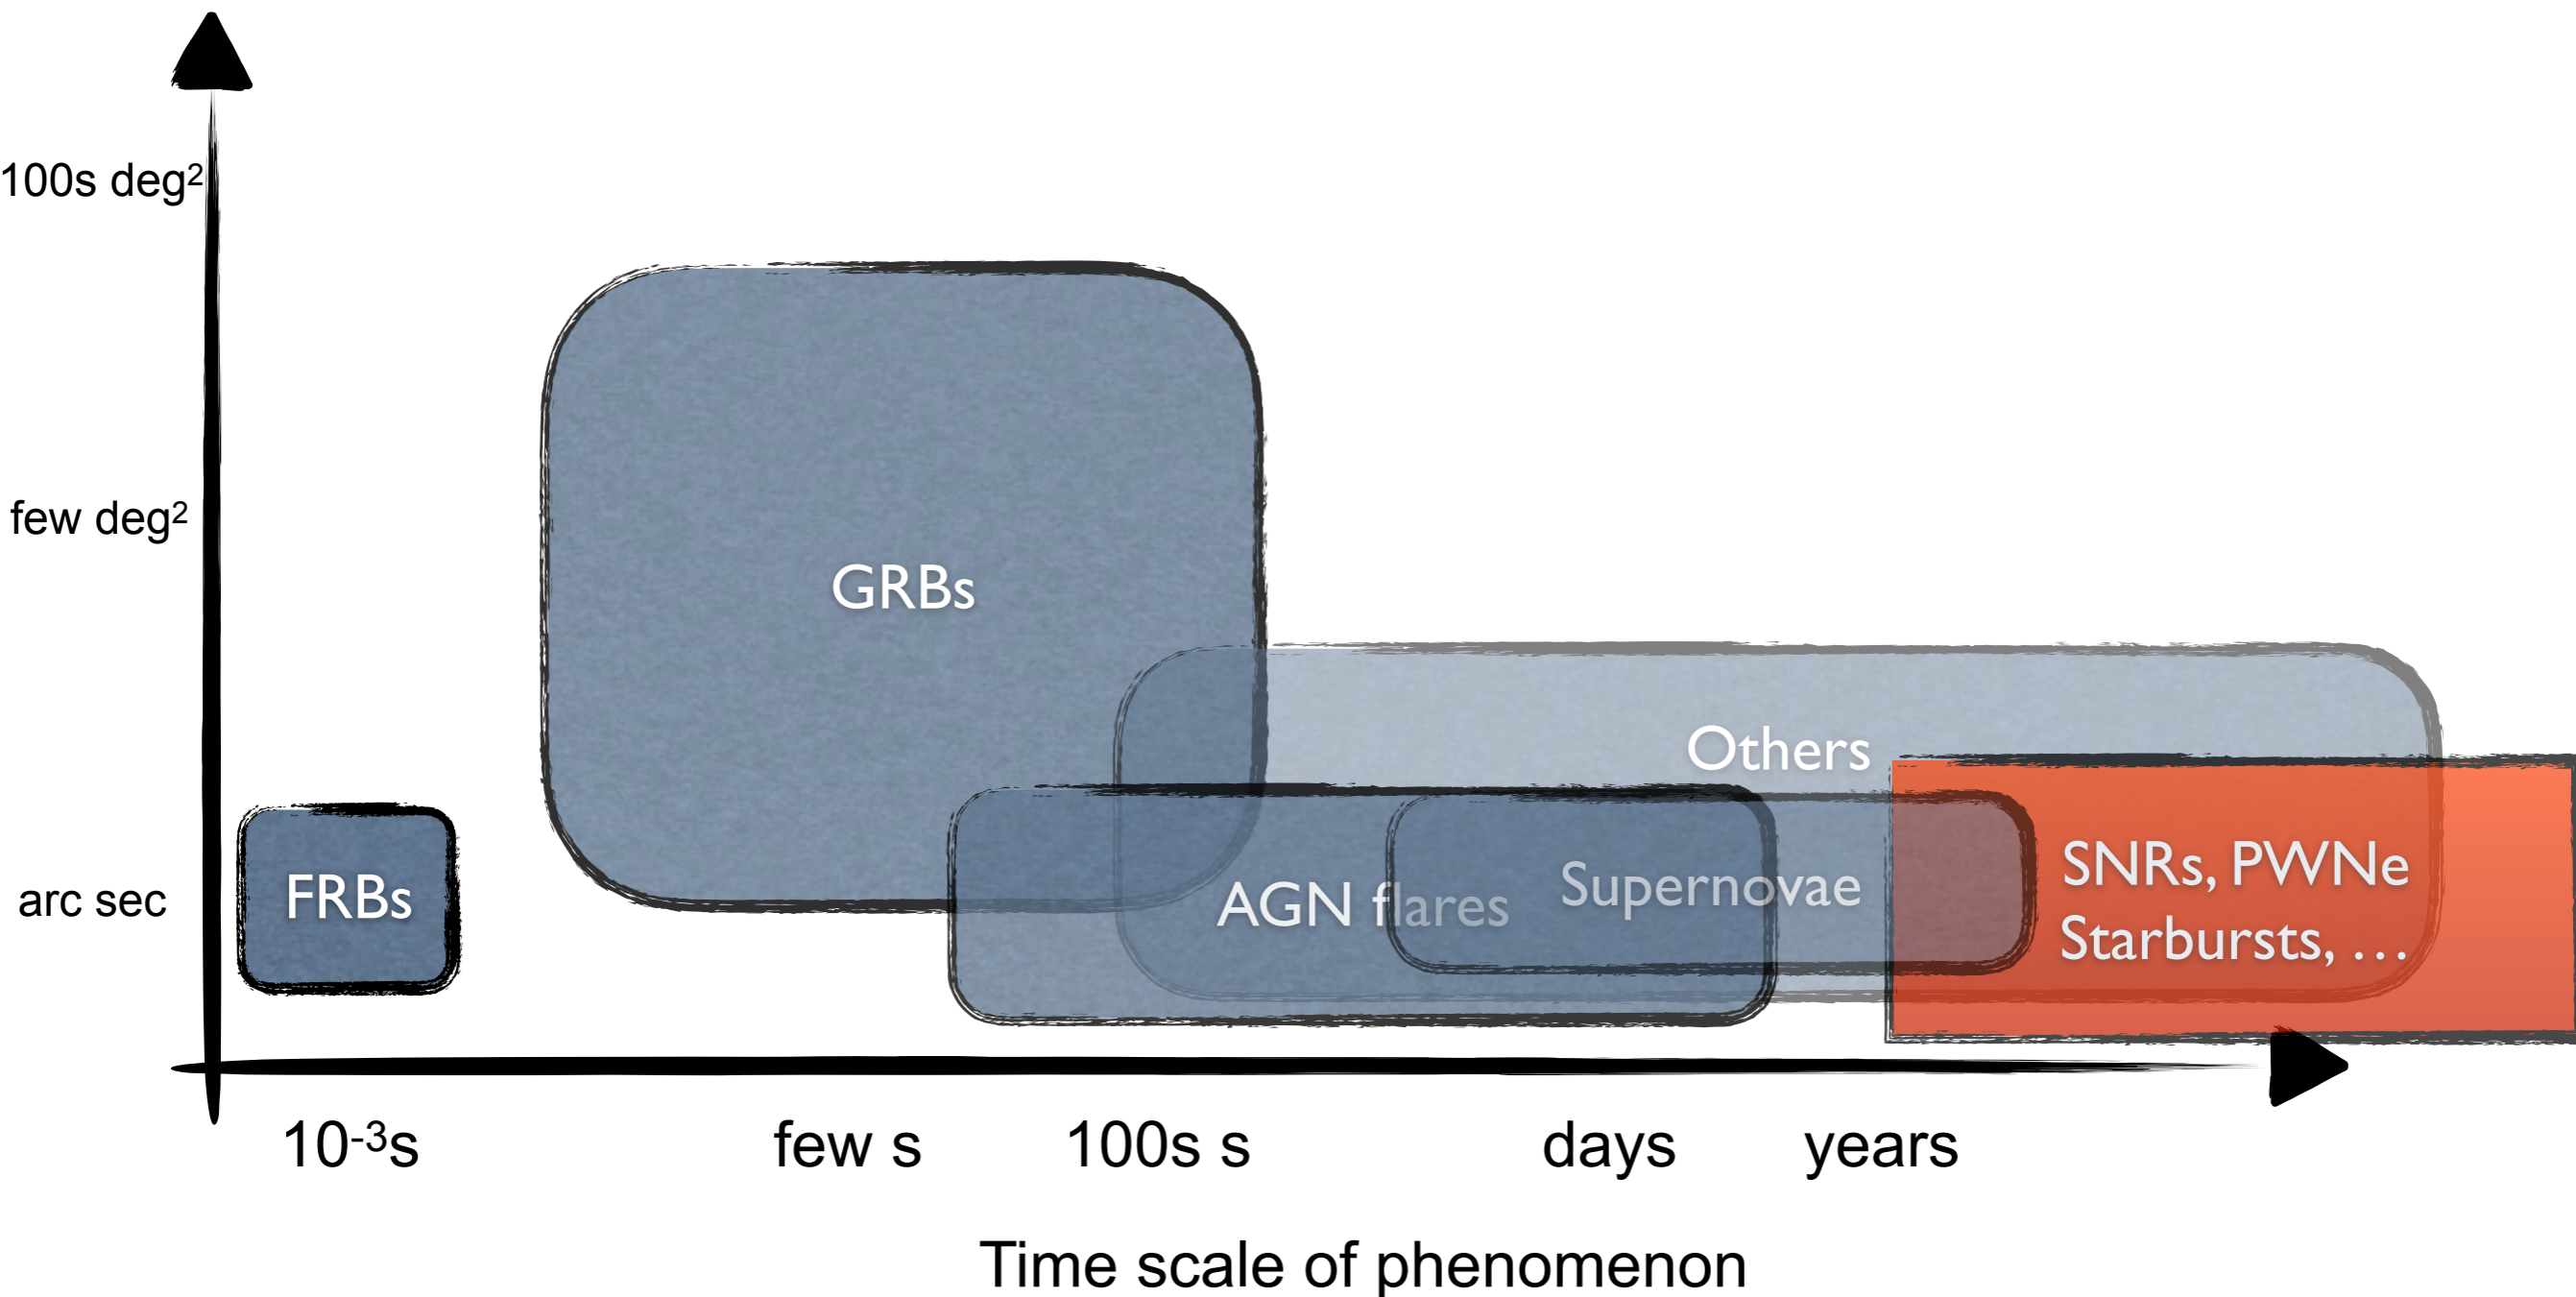 100s deg²
few deg²
GRBs
Others
SNRs, PWNe
Supernovae
FRBs
AGN flares
arc sec
Starbursts, …
10⁻³s
few s
100s s
days
years
Time scale of phenomenon